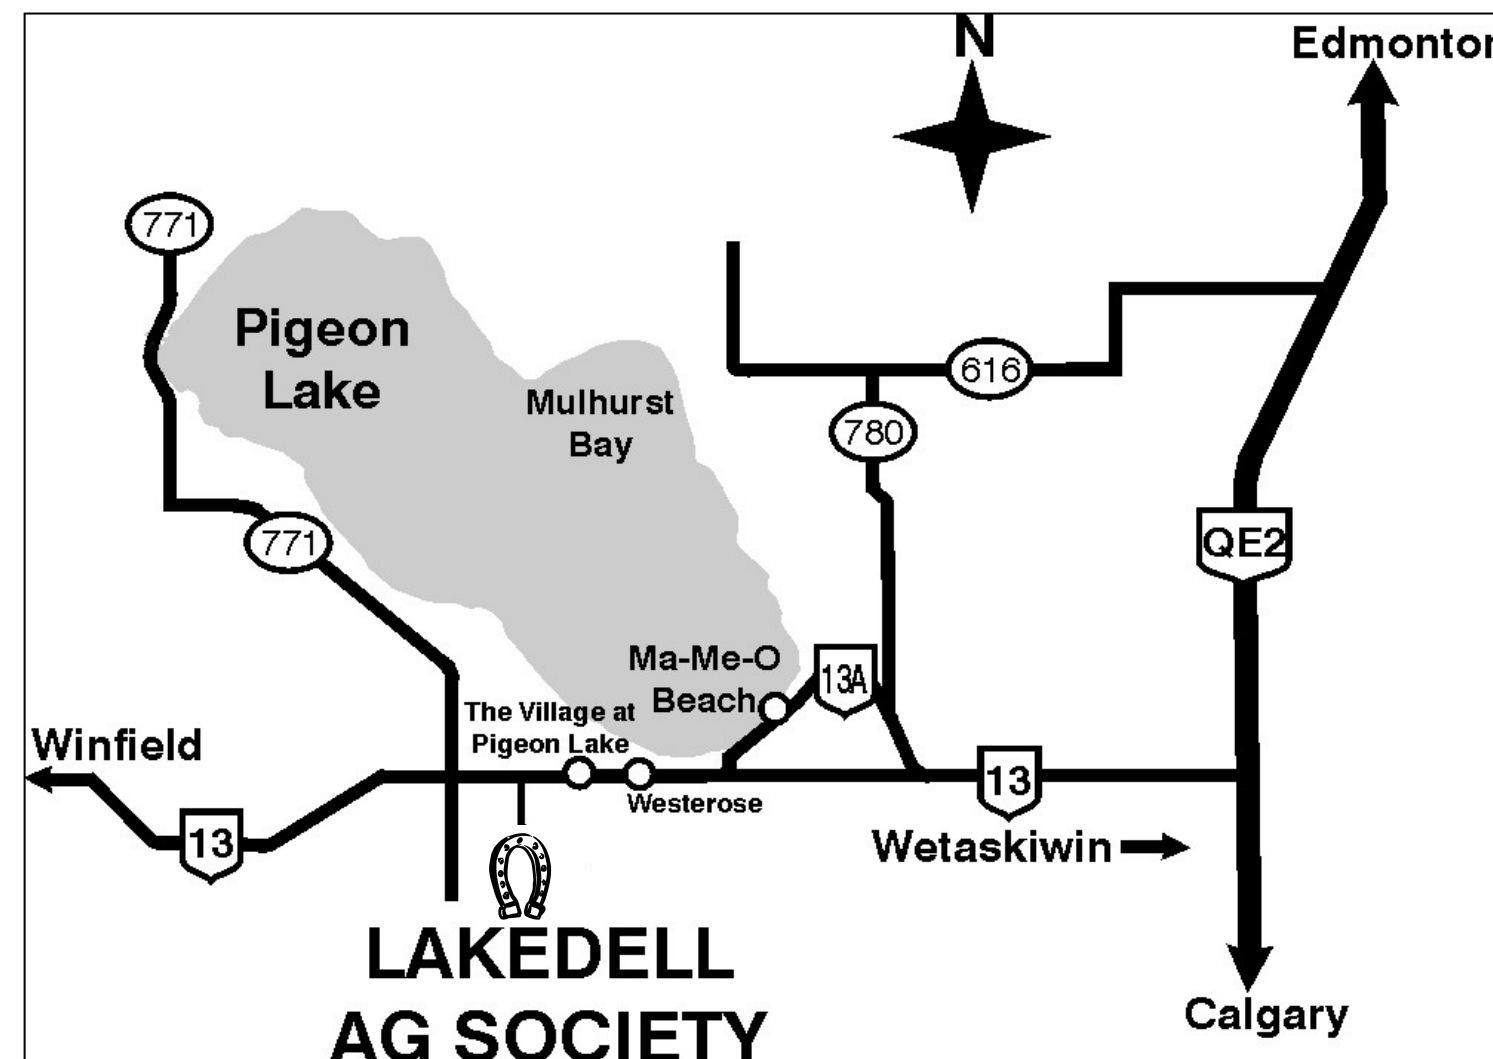 N
Edmonton
771
Pigeon
Lake
616
Mulhurst
Bay
780
QE2
771
Ma-Me-O
Beach
13A
The Village at
Pigeon Lake
Winfield
13
Westerose
13
Wetaskiwin
LAKEDELL
AG SOCIETY
Calgary